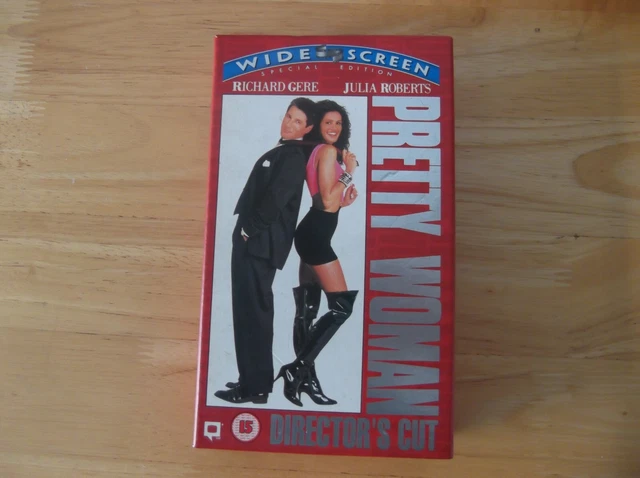 WIDE SCREEN
SPECIAL EDITION
RICHARD GERE JULIA ROBERTS
PRETTY WOMAN
15 DIRECTOR'S CUT